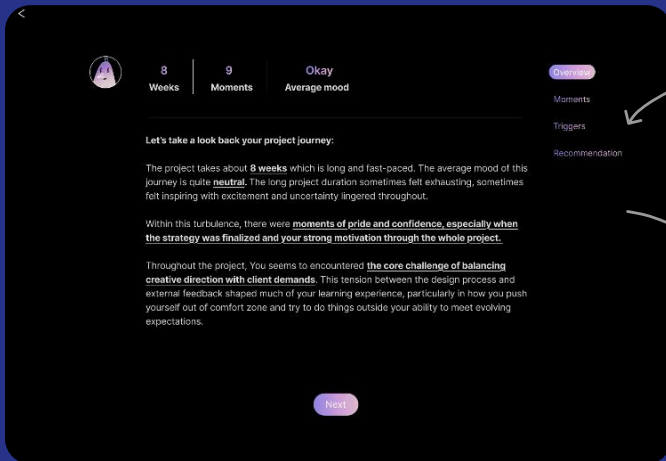 8
9
Okay
Weeks
Moments
Average mood
Overview
Moments
Triggers
Recommendation
Let's take a look back your project journey:
The project takes about 8 weeks which is long and fast-paced. The average mood of this
journey is quite neutral. The long project duration sometimes felt exhausting, sometimes
felt inspiring with excitement and uncertainty lingered throughout.
Within this turbulence, there were moments of pride and confidence, especially when
the strategy was finalized and your strong motivation through the whole project.
Throughout the project, You seems to encountered the core challenge of balancing
creative direction with client demands. This tension between the design process and
external feedback shaped much of your learning experience, particularly in how you push
yourself out of comfort zone and try to do things outside your ability to meet evolving
expectations.
Next